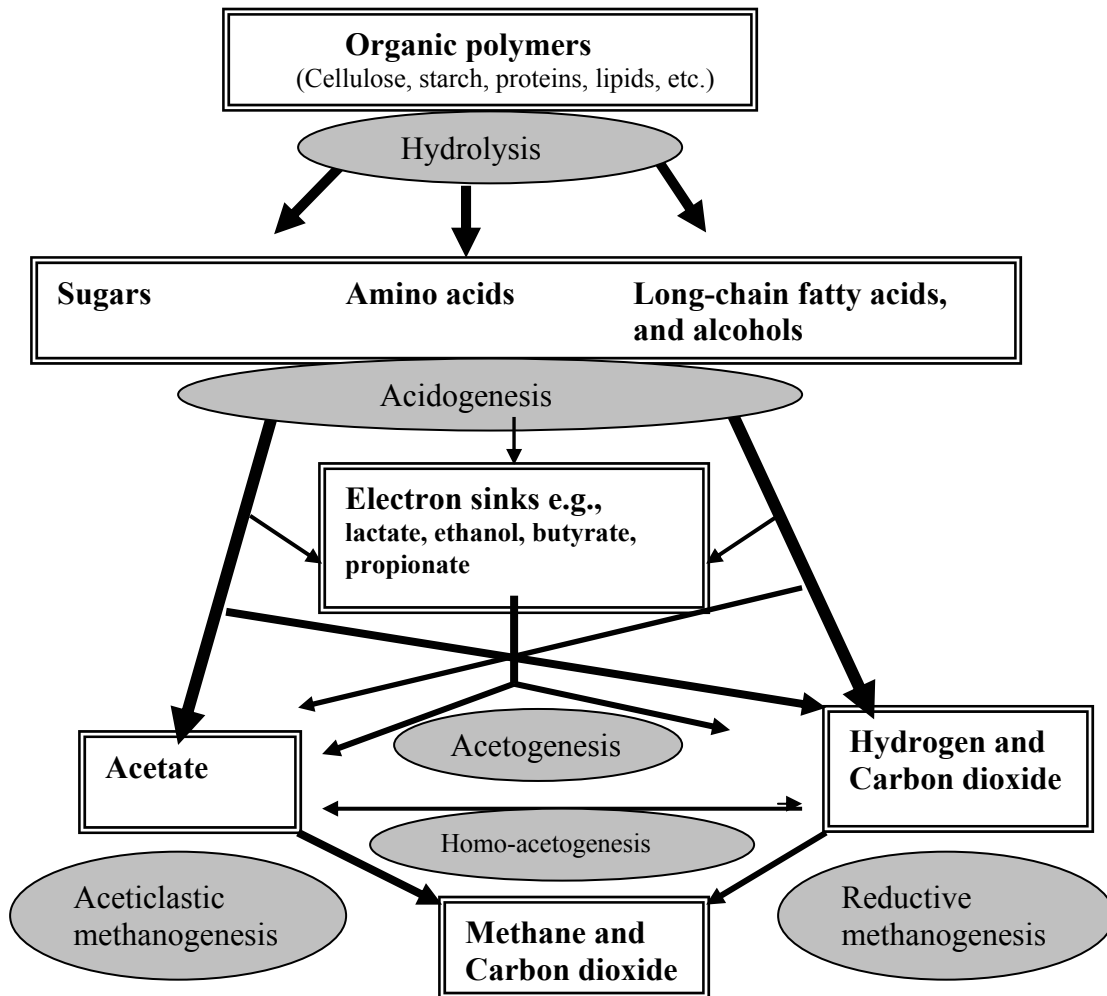 Organic polymers
(Cellulose, starch, proteins, lipids, etc.)
Hydrolysis
Sugars
Amino acids
Long-chain fatty acids,
and alcohols
Acidogenesis
Electron sinks e.g.,
lactate, ethanol, butyrate,
propionate
Acetogenesis
Acetate
Hydrogen and
Carbon dioxide
Homo-acetogenesis
Aceticlastic
methanogenesis
Reductive
methanogenesis
Methane and
Carbon dioxide